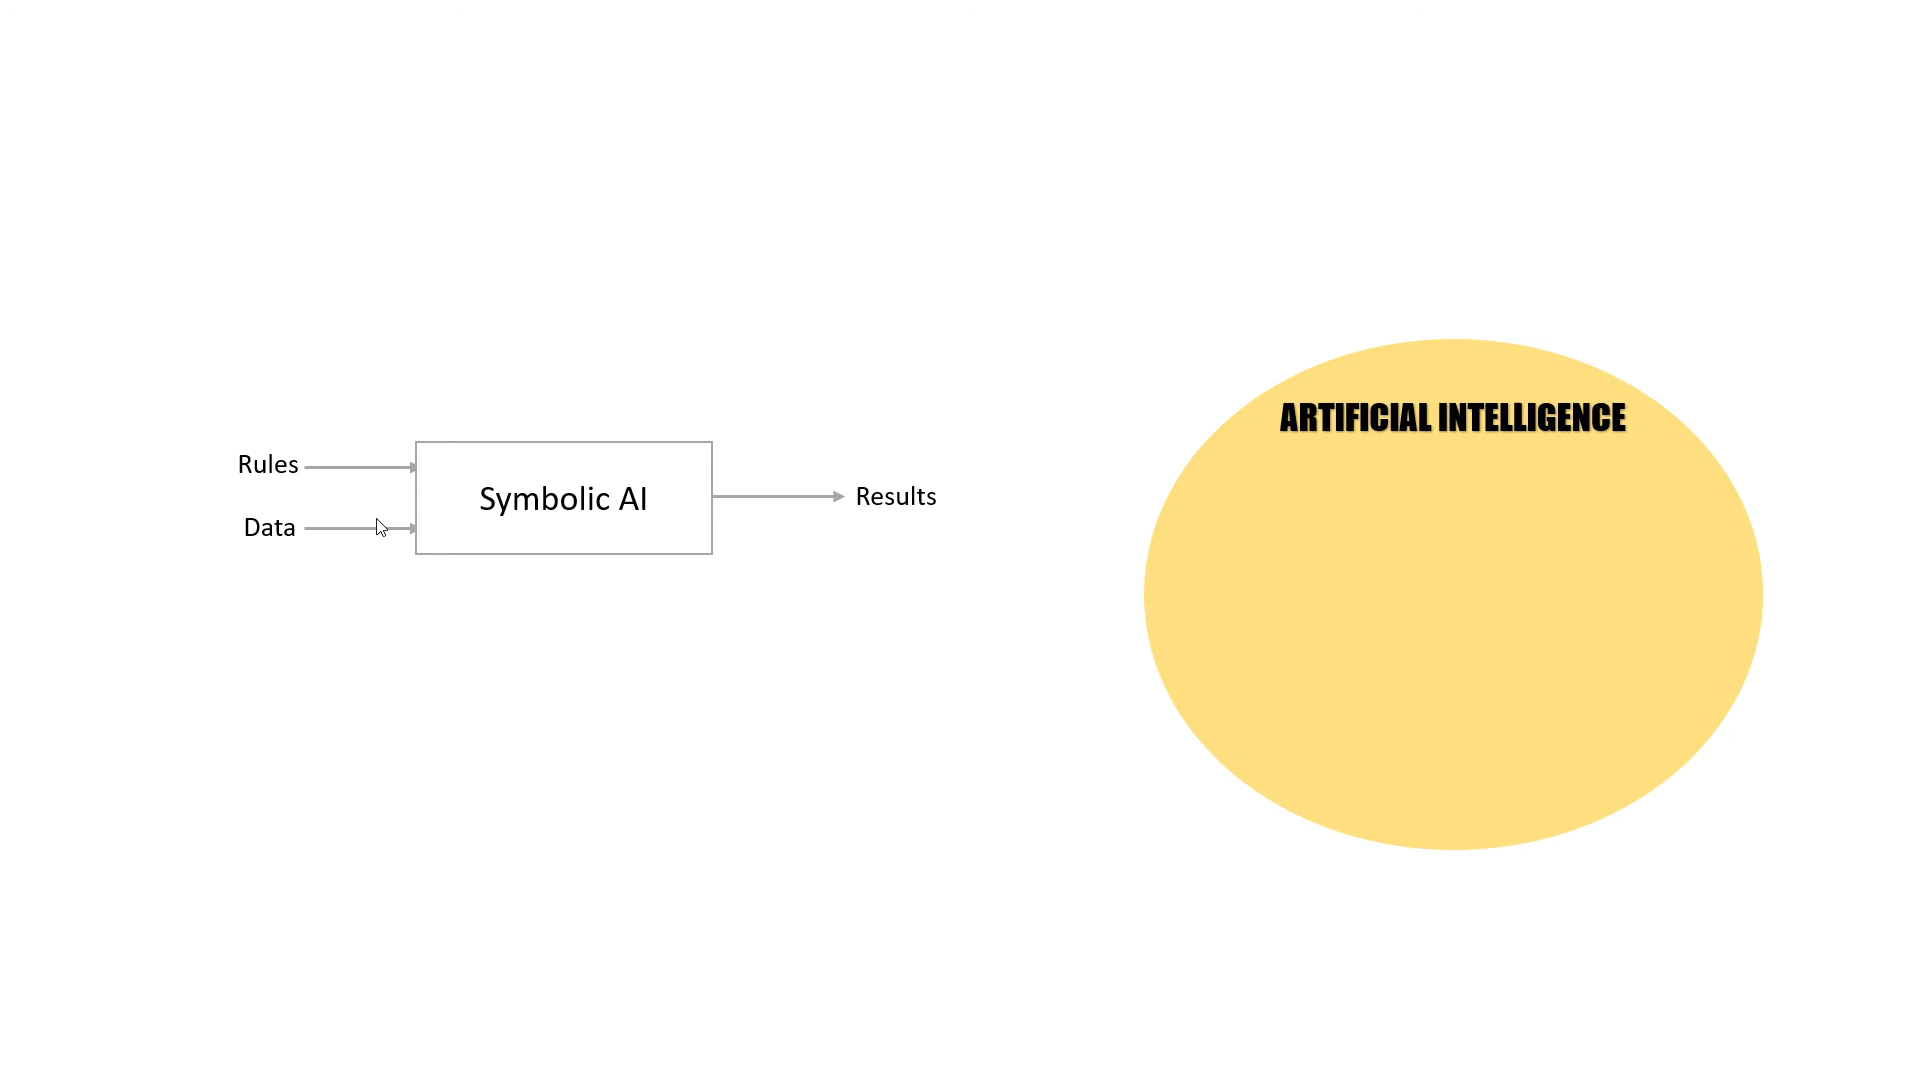 Rules
Data
Symbolic AI
Results
ARTIFICIAL INTELLIGENCE